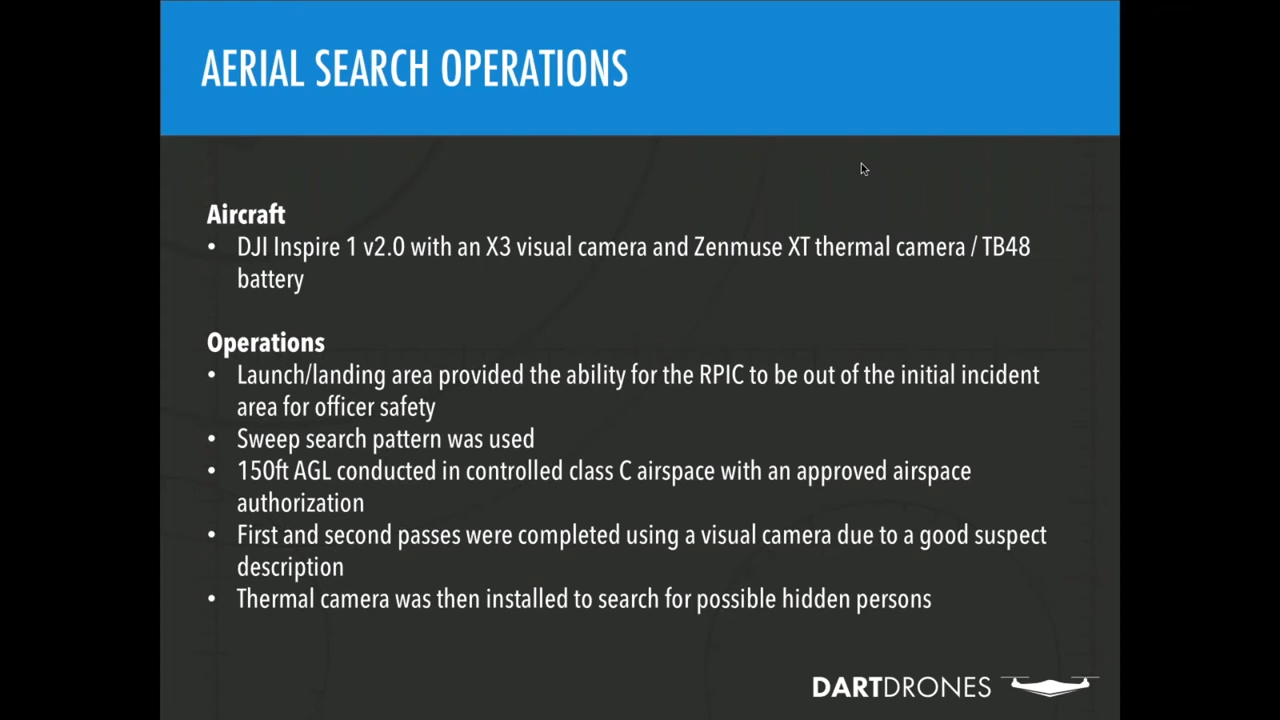 AERIAL SEARCH OPERATIONS
Aircraft
• DJI Inspire 1 v2.0 with an X3 visual camera and Zenmuse XT thermal camera / TB48
battery
Operations
• Launch/landing area provided the ability for the RPIC to be out of the initial incident
area for officer safety
• Sweep search pattern was used
• 150ft AGL conducted in controlled class C airspace with an approved airspace
authorization
• First and second passes were completed using a visual camera due to a good suspect
description
• Thermal camera was then installed to search for possible hidden persons
DARTDRONES